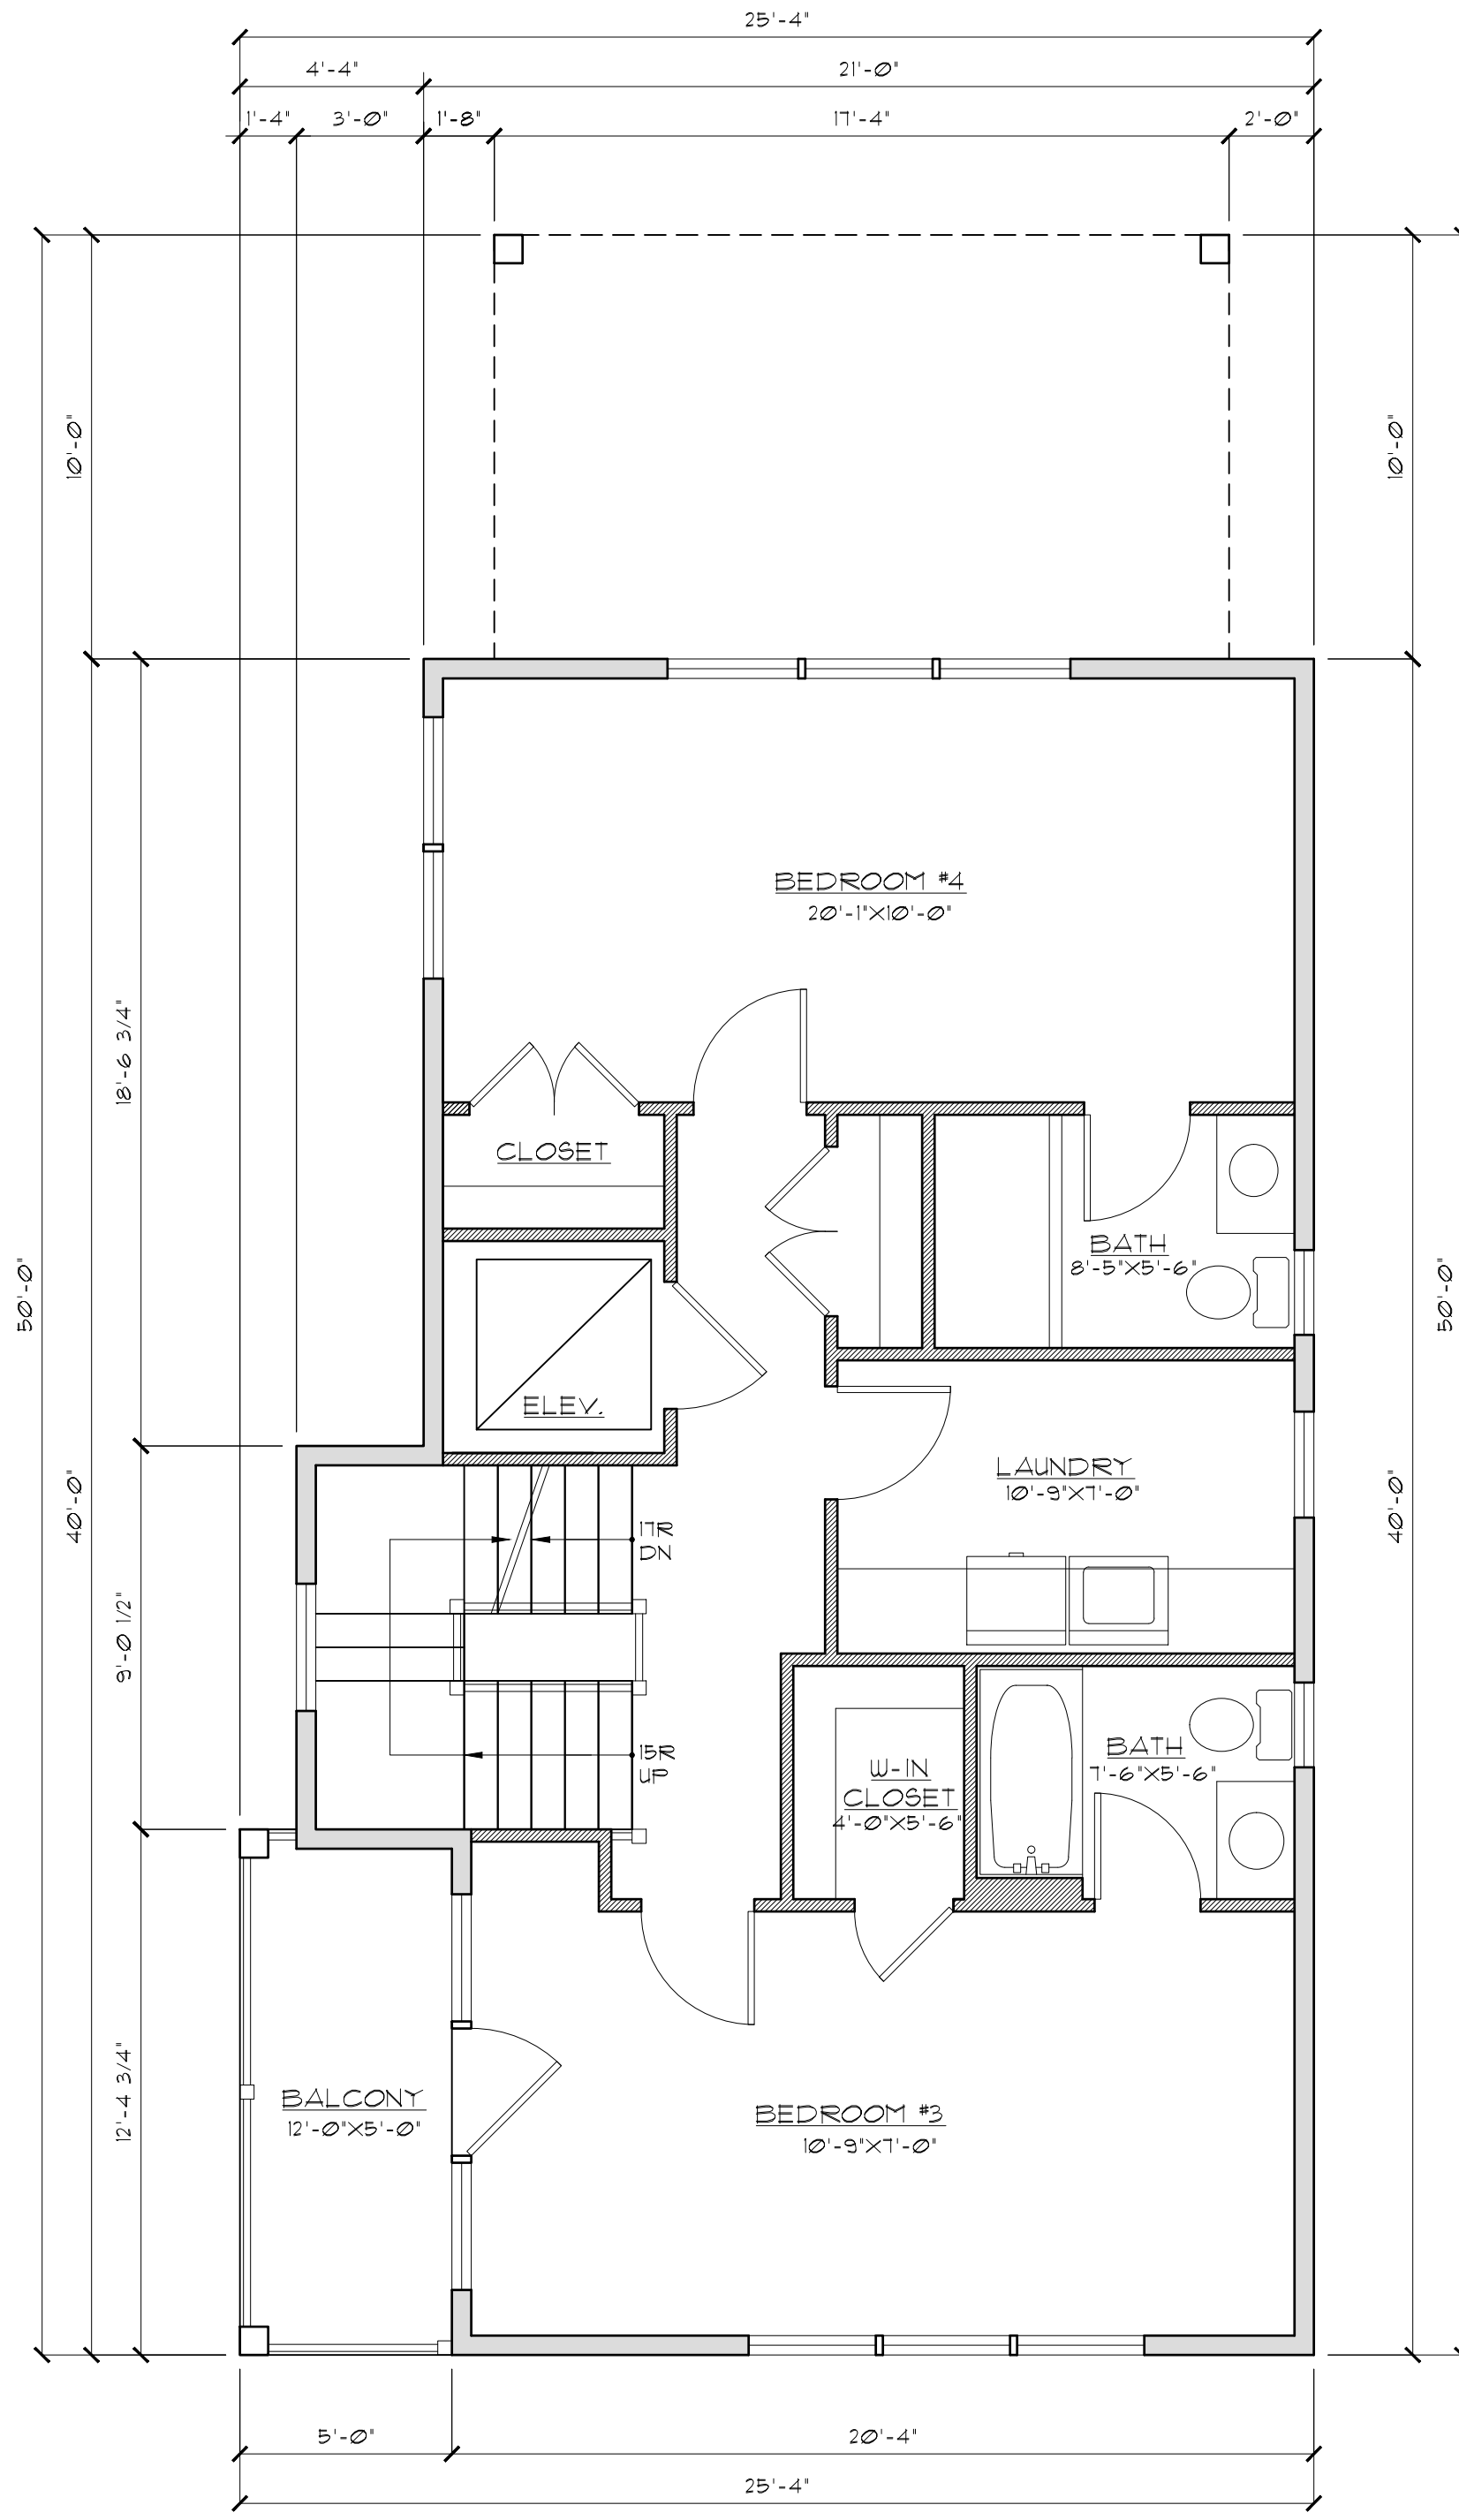 25'-4"
4'-4" 21'-0"
1'-4" 3'-0" 1'-8" 17'-4" 2'-0"
10'-0" 10'-0"
BEDROOM #4
20'-1"X10'-0"
18'-6 3/4"
CLOSET
BATH
8'-5"X5'-6"
50'-0" 50'-0"
ELEV.
LAUNDRY
10'-9"X7'-0"
40'-0" 40'-0"
17R
DN
9'-0 1/2"
15R
UP
W-IN
CLOSET
4'-0"X5'-6"
BATH
7'-6"X5'-6"
12'-4 3/4"
BALCONY
12'-0"X5'-0"
BEDROOM #3
10'-9"X7'-0"
5'-0" 20'-4"
25'-4"